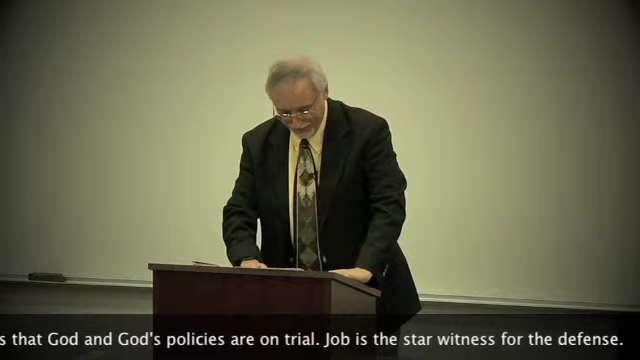 s that God and God's policies are on trial. Job is the star witness for the defense.